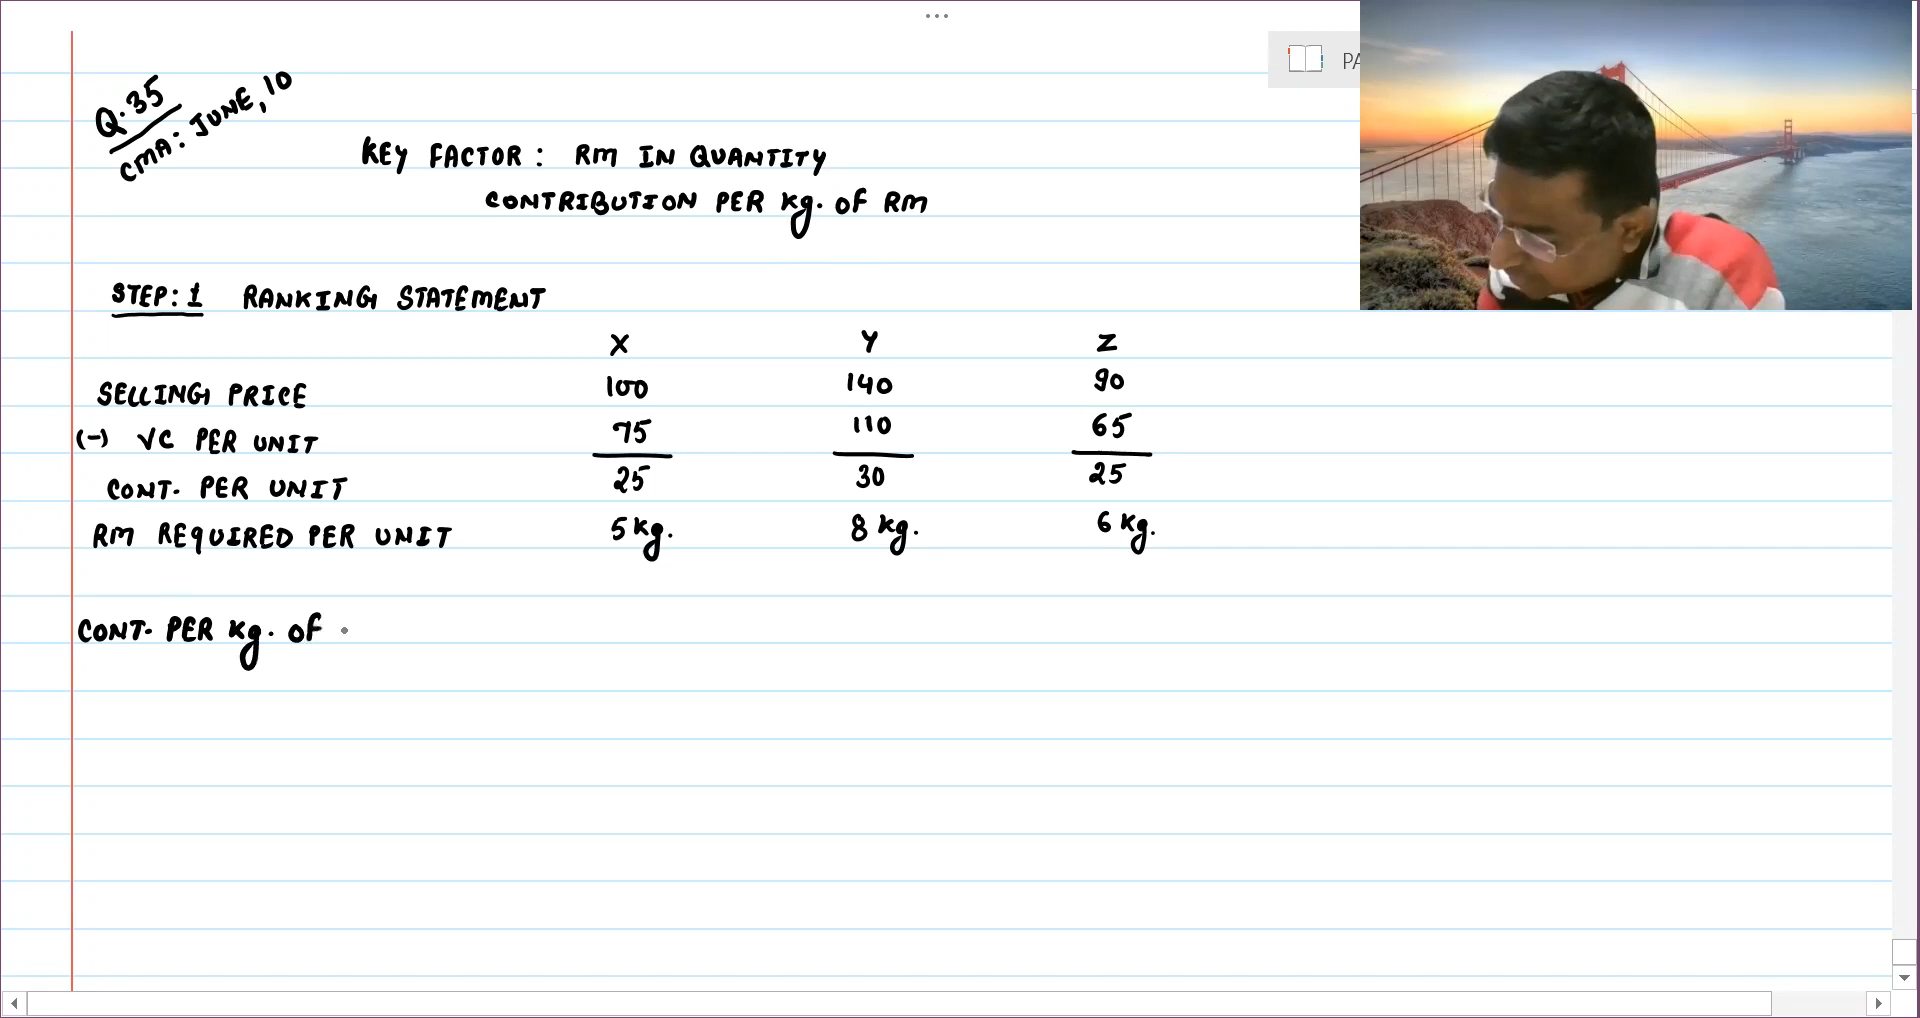 Q.35
CMA: JUNE, 10
PA
KEY FACTOR: RM IN QUANTITY
CONTRIBUTION PER Kg. OF RM
STEP: 1 RANKING STATEMENT
X Y Z
SELLING PRICE 100 140 90
(-) VC PER UNIT 75 110 65
CONT. PER UNIT 25 30 25
RM REQUIRED PER UNIT 5 Kg. 8 Kg. 6 Kg.
CONT. PER Kg. OF